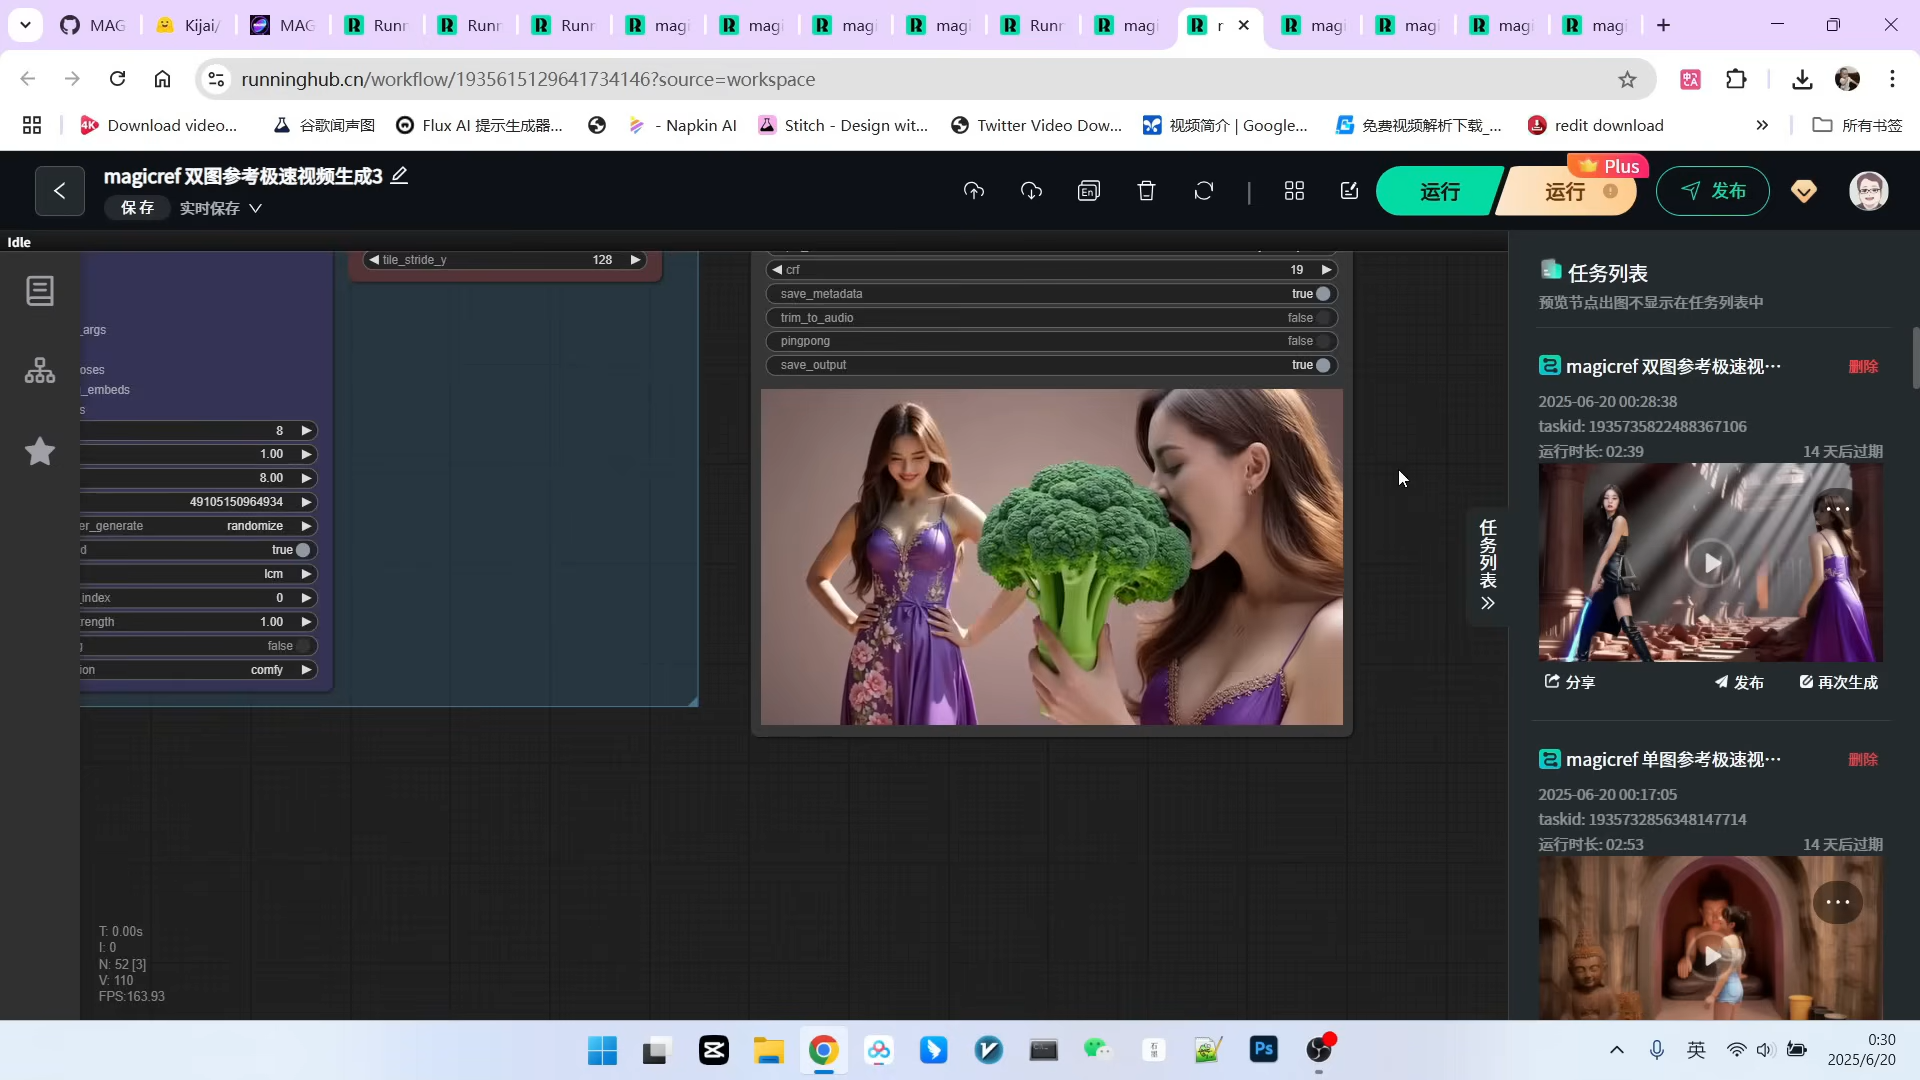 MAG
Kijai/
MAG
Runn
Runn
Runn
magi
magi
magi
magi
Runn
magi
r
magi
magi
magi
magi
runninghub.cn/workflow/1935615129641734146?source=workspace
Download video...
谷歌闻声图
Flux AI 提示生成器...
- Napkin AI
Stitch - Design wit...
Twitter Video Dow...
视频简介 | Google...
免费视频解析下载_...
redit download
所有书签
magicref 双图参考极速视频生成3
保存
实时保存
运行
运行
Plus
发布
Idle
tile_stride_y 128
_args
oses
_embeds
s
8
1.00
8.00
49105150964934
er_generate randomize
d true
lcm
_index 0
rength 1.00
false
ion comfy
crf 19
save_metadata true
trim_to_audio false
pingpong false
save_output true
任务列表
任务列表
预览节点出图不显示在任务列表中
magicref 双图参考极速视···
删除
2025-06-20 00:28:38
taskid: 1935735822488367106
运行时长: 02:39
14 天后过期
分享
发布
再次生成
magicref 单图参考极速视···
删除
2025-06-20 00:17:05
taskid: 1935732856348147714
运行时长: 02:53
14 天后过期
T: 0.00s
I: 0
N: 52 [3]
V: 110
FPS:163.93
Ps
英
0:30
2025/6/20